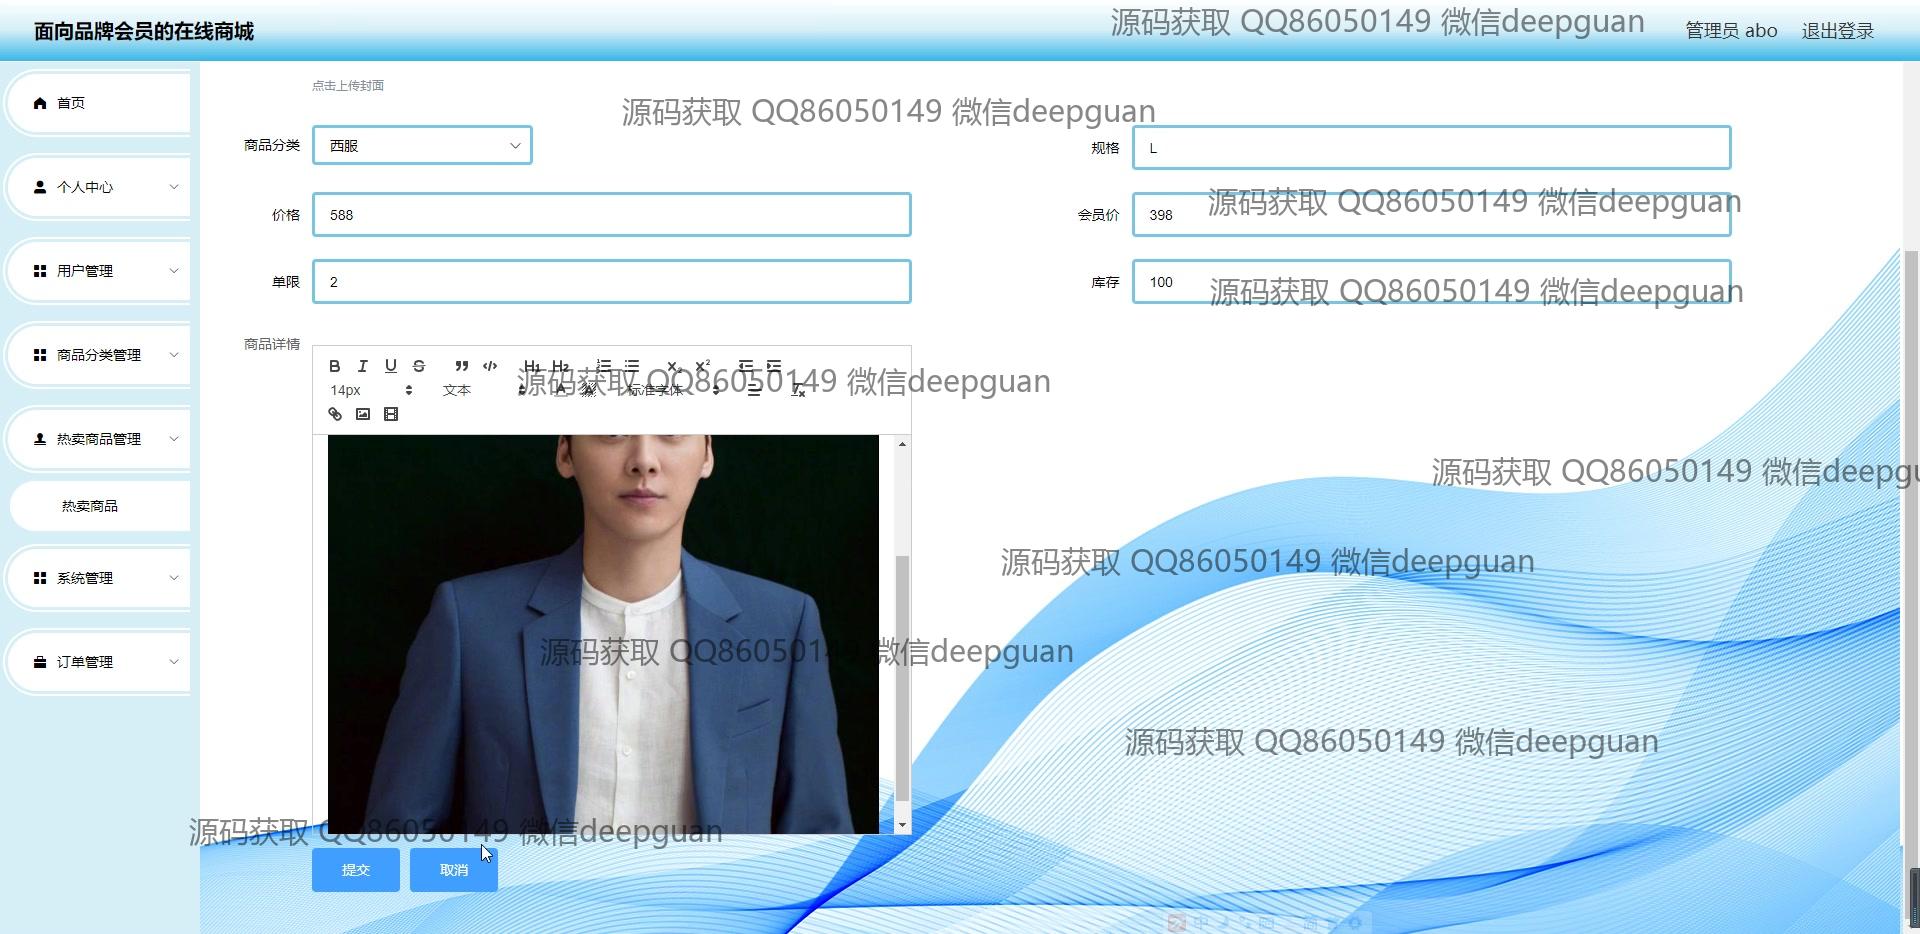 面向品牌会员的在线商城
源码获取 QQ86050149 微信deepguan
管理员 abo
退出登录
首页
个人中心
用户管理
商品分类管理
热卖商品管理
热卖商品
系统管理
订单管理
点击上传封面
源码获取 QQ86050149 微信deepguan
商品分类 西服
规格 L
价格 588
会员价 398
源码获取 QQ86050149 微信deepguan
单限 2
库存 100
源码获取 QQ86050149 微信deepguan
商品详情
B I U S H1 H2 X2 X2
14px 文本 A 标准字体
源码获取 QQ86050149 微信deepguan
源码获取 QQ86050149 微信deepgu
源码获取 QQ86050149 微信deepguan
源码获取 QQ86050149 微信deepguan
源码获取 QQ86050149 微信deepguan
源码获取 QQ86050149 微信deepguan
提交 取消
中 简